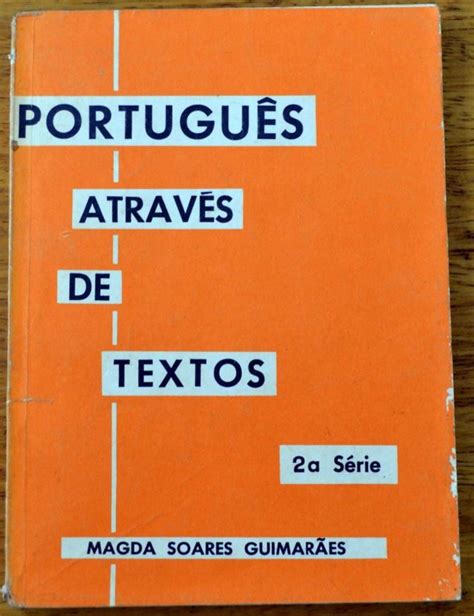 PORTUGUÊS
ATRAVÉS
DE
TEXTOS
2a Série
MAGDA SOARES GUIMARÃES